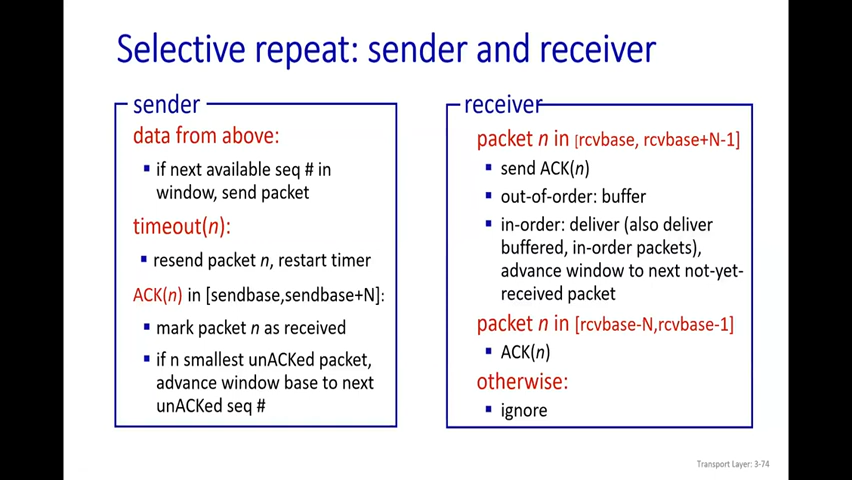 Selective repeat: sender and receiver
sender
data from above:
▪ if next available seq # in
window, send packet
timeout(n):
▪ resend packet n, restart timer
ACK(n) in [sendbase,sendbase+N]:
▪ mark packet n as received
▪ if n smallest unACKed packet,
advance window base to next
unACKed seq #
receiver
packet n in [rcvbase, rcvbase+N-1]
▪ send ACK(n)
▪ out-of-order: buffer
▪ in-order: deliver (also deliver
buffered, in-order packets),
advance window to next not-yet-
received packet
packet n in [rcvbase-N,rcvbase-1]
▪ ACK(n)
otherwise:
▪ ignore
Transport Layer: 3-74